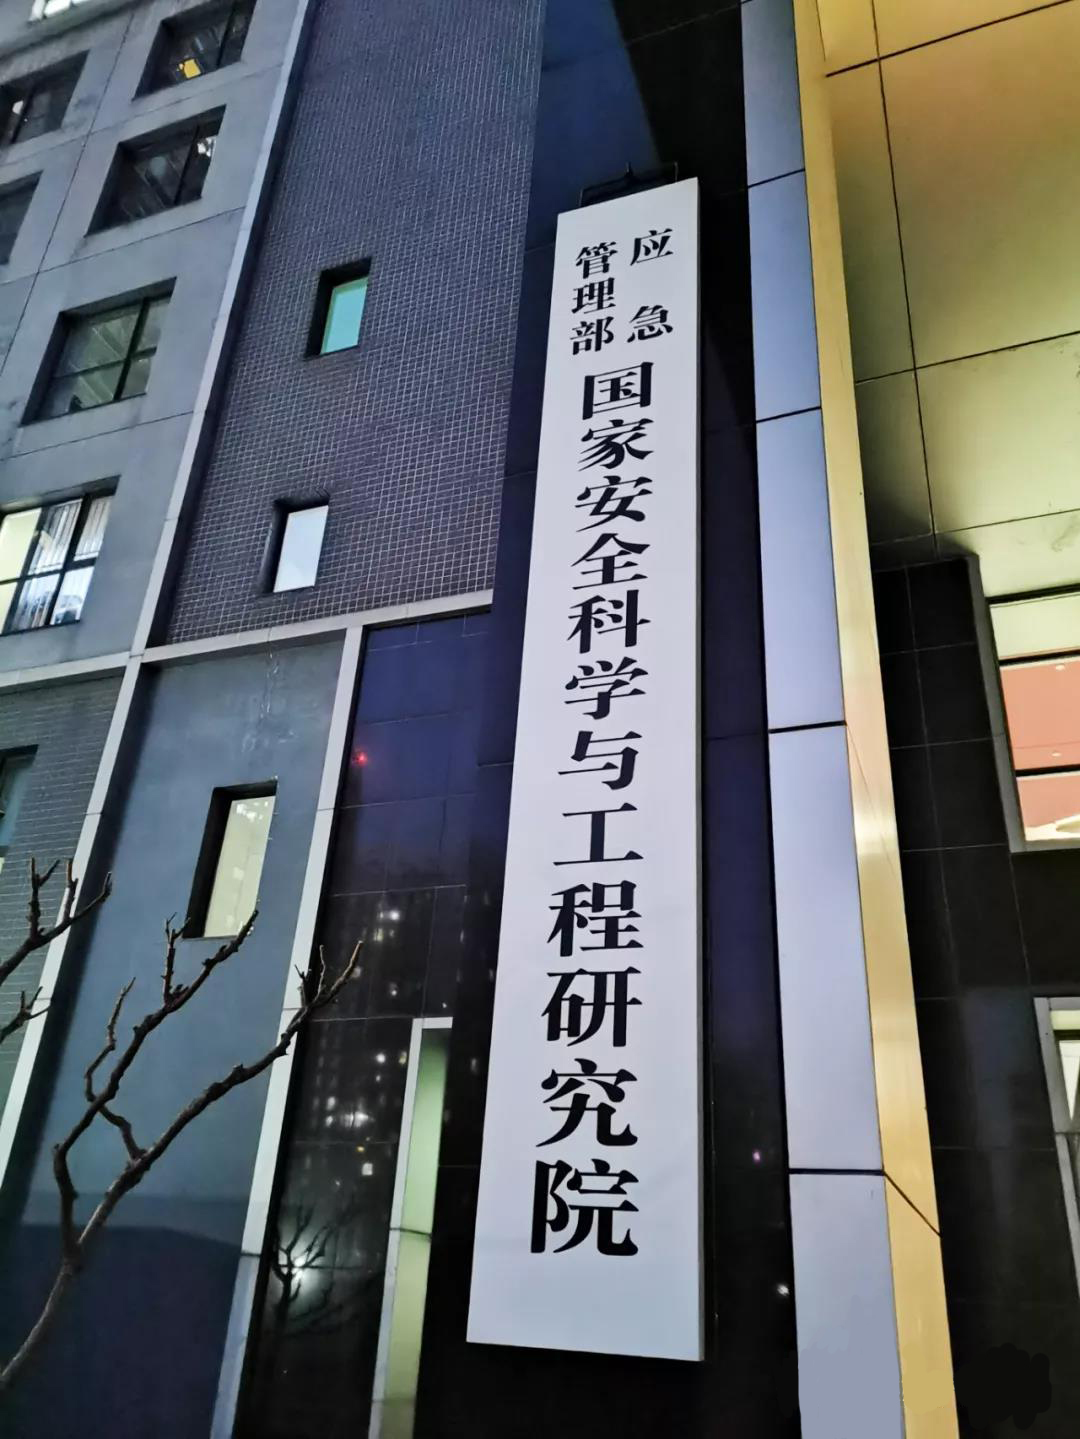 应急
管理部
国家安全科学与工程研究院